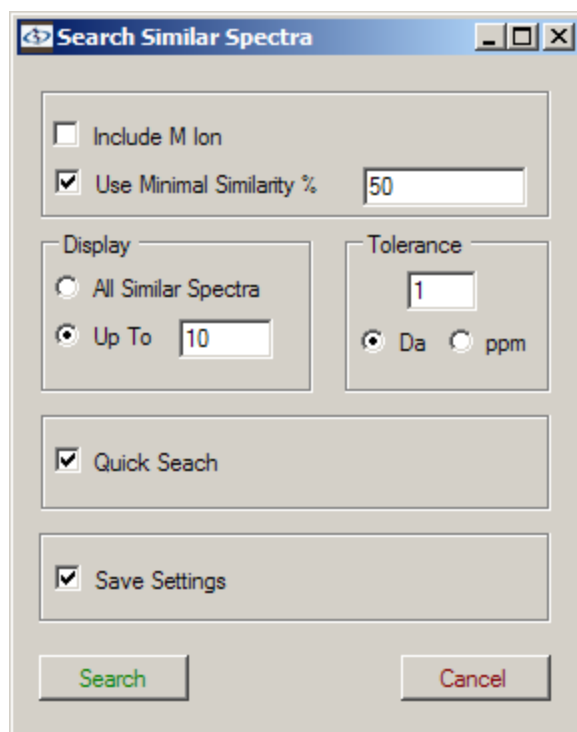 Search Similar Spectra
Include M Ion
Use Minimal Similarity % 50
Display
All Similar Spectra
Up To 10
Tolerance
1
Da ppm
Quick Seach
Save Settings
Search Cancel